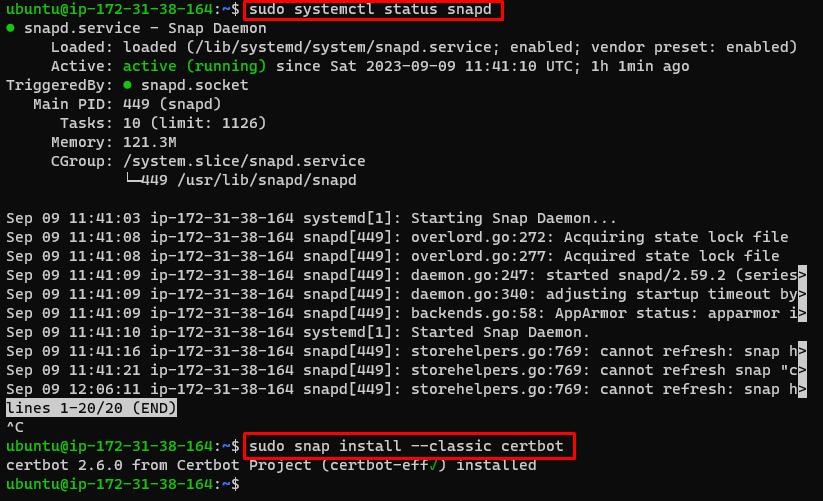 ubuntu@ip-172-31-38-164:~$ sudo systemctl status snapd
● snapd.service - Snap Daemon
     Loaded: loaded (/lib/systemd/system/snapd.service; enabled; vendor preset: enabled)
     Active: active (running) since Sat 2023-09-09 11:41:10 UTC; 1h 1min ago
TriggeredBy: ● snapd.socket
   Main PID: 449 (snapd)
      Tasks: 10 (limit: 1126)
     Memory: 121.3M
     CGroup: /system.slice/snapd.service
             └─449 /usr/lib/snapd/snapd
Sep 09 11:41:03 ip-172-31-38-164 systemd[1]: Starting Snap Daemon...
Sep 09 11:41:08 ip-172-31-38-164 snapd[449]: overlord.go:272: Acquiring state lock file
Sep 09 11:41:08 ip-172-31-38-164 snapd[449]: overlord.go:277: Acquired state lock file
Sep 09 11:41:09 ip-172-31-38-164 snapd[449]: daemon.go:247: started snapd/2.59.2 (series>
Sep 09 11:41:09 ip-172-31-38-164 snapd[449]: daemon.go:340: adjusting startup timeout by>
Sep 09 11:41:09 ip-172-31-38-164 snapd[449]: backends.go:58: AppArmor status: apparmor i>
Sep 09 11:41:10 ip-172-31-38-164 systemd[1]: Started Snap Daemon.
Sep 09 11:41:16 ip-172-31-38-164 snapd[449]: storehelpers.go:769: cannot refresh: snap h>
Sep 09 11:41:21 ip-172-31-38-164 snapd[449]: storehelpers.go:769: cannot refresh snap "c>
Sep 09 12:06:11 ip-172-31-38-164 snapd[449]: storehelpers.go:769: cannot refresh: snap h>
lines 1-20/20 (END)
^C
ubuntu@ip-172-31-38-164:~$ sudo snap install --classic certbot
certbot 2.6.0 from Certbot Project (certbot-eff✓) installed
ubuntu@ip-172-31-38-164:~$